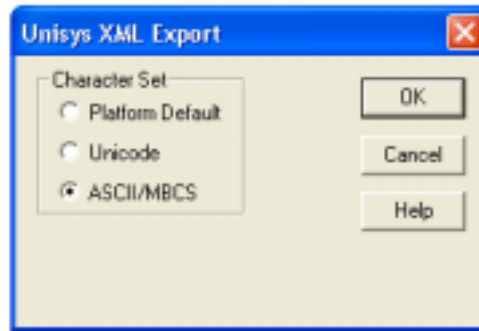 Unisys XML Export
Character Set
Platform Default
Unicode
ASCII/MBCS
OK
Cancel
Help